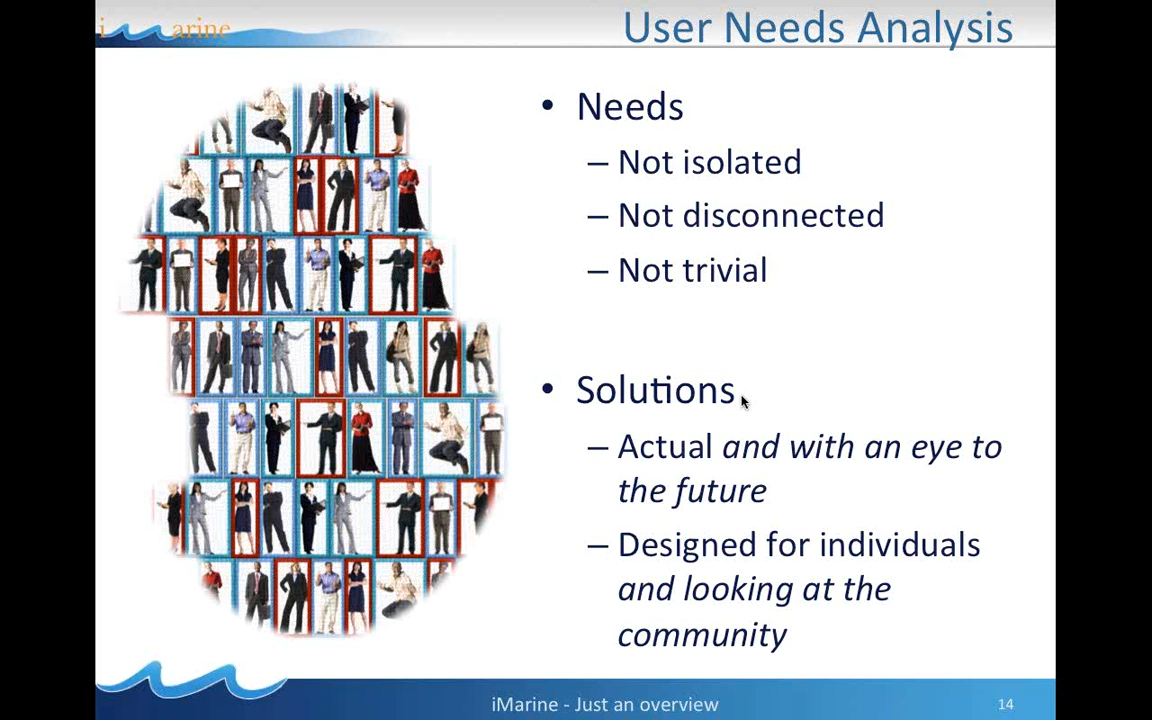 iMarine
User Needs Analysis
• Needs
– Not isolated
– Not disconnected
– Not trivial
• Solutions
– Actual and with an eye to
the future
– Designed for individuals
and looking at the
community
iMarine - Just an overview
14